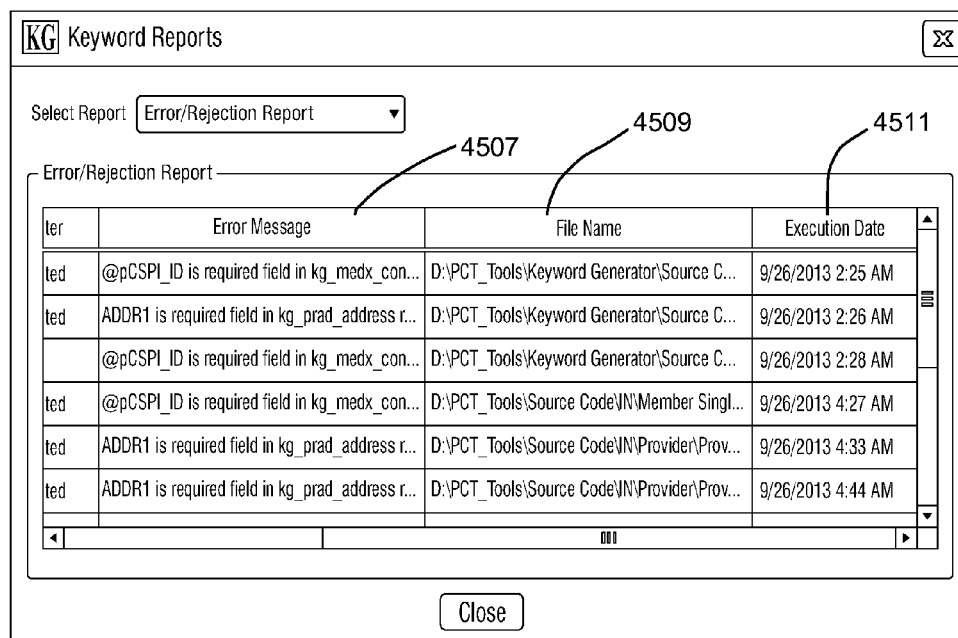 KG Keyword Reports
Select Report Error/Rejection Report
4507 4509 4511
Error/Rejection Report
ter Error Message File Name Execution Date
ted @pCSPI_ID is required field in kg_medx_con... D:\PCT_Tools\Keyword Generator\Source C... 9/26/2013 2:25 AM
ted ADDR1 is required field in kg_prad_address r... D:\PCT_Tools\Keyword Generator\Source C... 9/26/2013 2:26 AM
@pCSPI_ID is required field in kg_medx_con... D:\PCT_Tools\Keyword Generator\Source C... 9/26/2013 2:28 AM
ted @pCSPI_ID is required field in kg_medx_con... D:\PCT_Tools\Source Code\IN\Member Singl... 9/26/2013 4:27 AM
ted ADDR1 is required field in kg_prad_address r... D:\PCT_Tools\Source Code\IN\Provider\Prov... 9/26/2013 4:33 AM
ted ADDR1 is required field in kg_prad_address r... D:\PCT_Tools\Source Code\IN\Provider\Prov... 9/26/2013 4:44 AM
Close